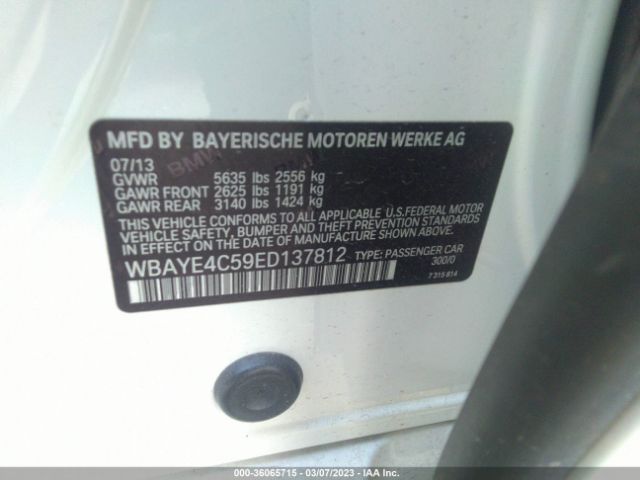 MFD BY BAYERISCHE MOTOREN WERKE AG
07/13
GVWR 5635 lbs 2556 kg
GAWR FRONT 2625 lbs 1191 kg
GAWR REAR 3140 lbs 1424 kg
THIS VEHICLE CONFORMS TO ALL APPLICABLE U.S.FEDERAL MOTOR
VEHICLE SAFETY, BUMPER AND THEFT PREVENTION STANDARDS
IN EFFECT ON THE DATE OF MANUFACTURE SHOWN ABOVE.
WBAYE4C59ED137812 TYPE: PASSENGER CAR
300/0
7 315 814
000-36065715 - 03/07/2023 - IAA Inc.